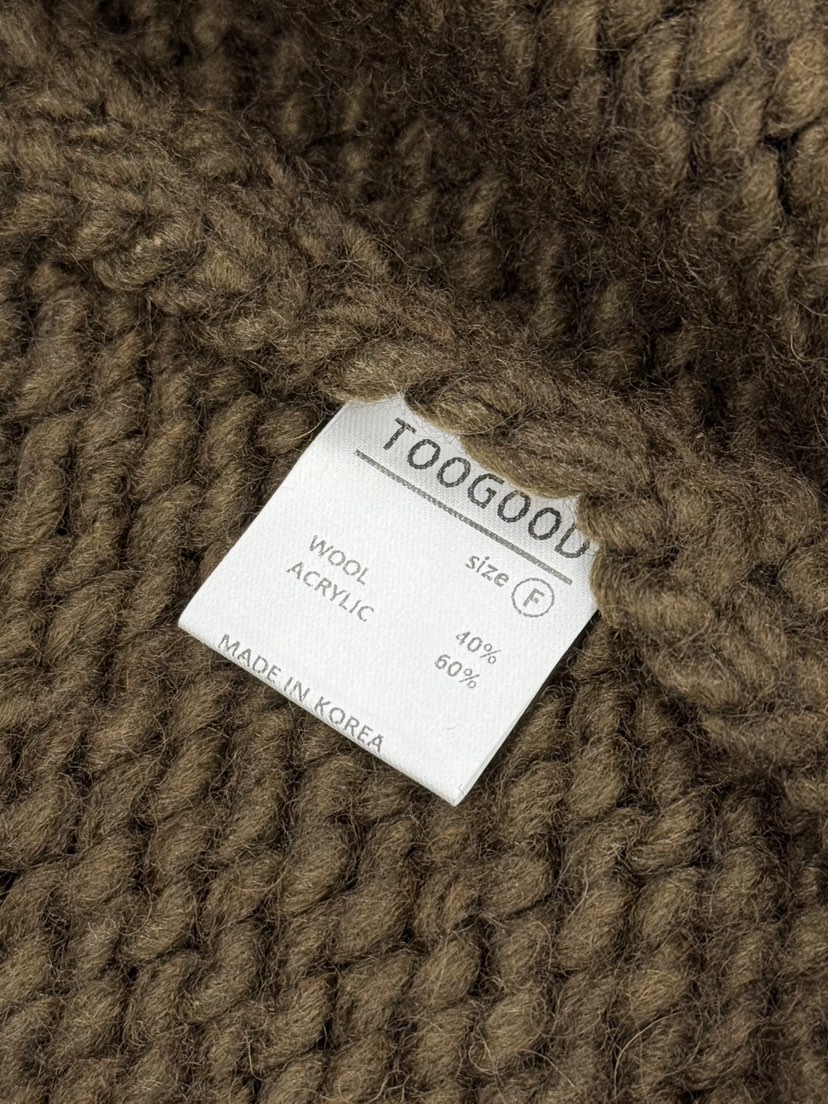 TOOGOOD
size F
WOOL 40%
ACRYLIC 60%
MADE IN KOREA